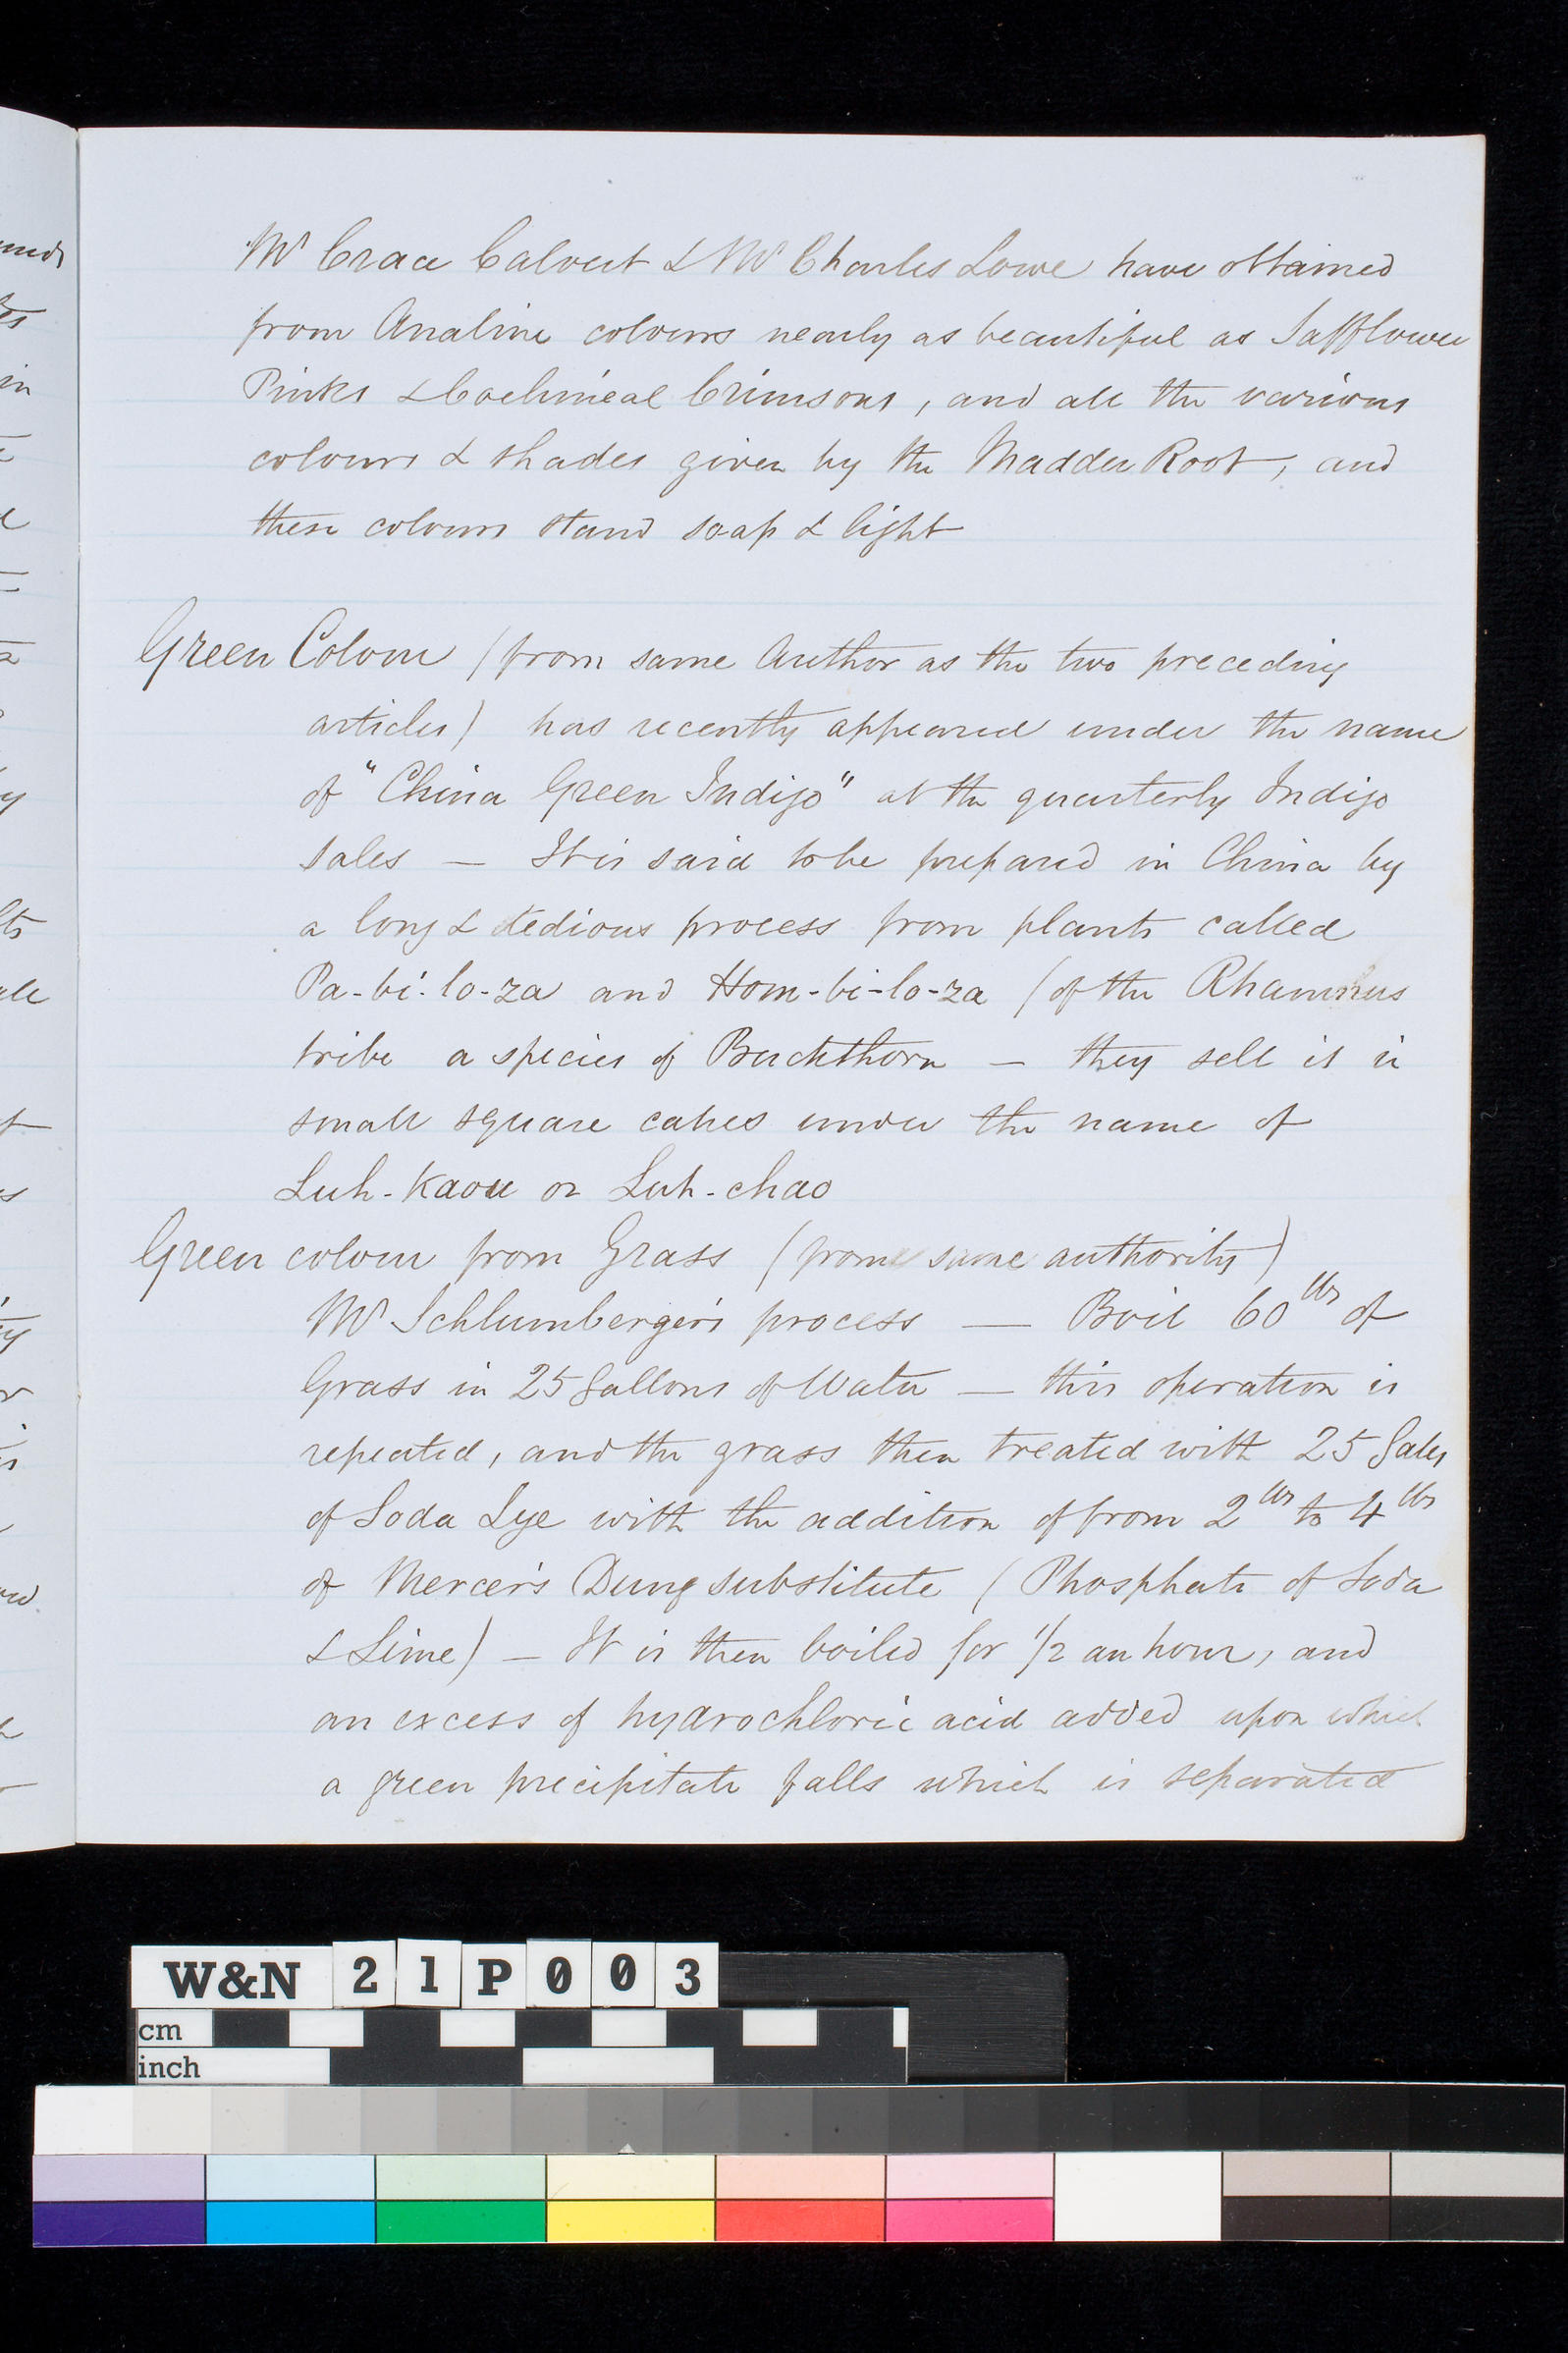 Mr Crace Calvert & Mr Charles Lowe have obtained
from Analine colours nearly as beautiful as Safflower
Pinks & Cochineal Crimsons, and all the various
colours & shades given by the Madder Root, and
these colours stand soap & light
Green Colour (from same Author as the two preceding
articles) has recently appeared under the name
of "China Green Indigo" at the quarterly Indigo
Sales — It is said to be prepared in China by
a long & tedious process from plants called
Pa-bi-lo-za and Hom-bi-lo-za (of the Rhamnus
tribe a species of Buckthorn — they sell it in
small square cakes under the name of
Luh-Kaou or Luh-chao
Green colour from Grass (from same authority)
Mr Schlumberger's process — Boil 60 lbs of
Grass in 25 Gallons of Water — this operation is
repeated, and the grass then treated with 25 Galls
of Soda Lye with the addition of from 2 lbs to 4 lbs
of Mercer's Dung substitute (Phosphate of Soda
& Lime) — It is then boiled for 1/2 an hour, and
an excess of hydrochloric acid added upon which
a green precipitate falls which is separated
W&N 21P003
cm
inch